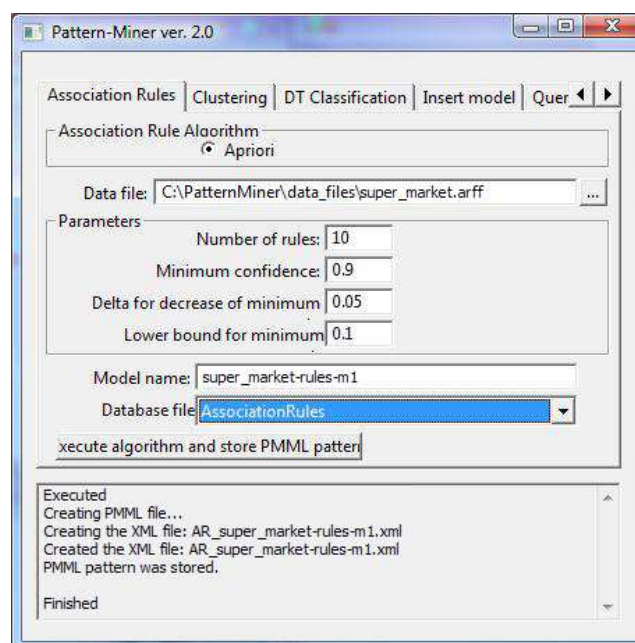 Pattern-Miner ver. 2.0
Association Rules Clustering DT Classification Insert model Quer
Association Rule Algorithm
Apriori
Data file: C:\PatternMiner\data_files\super_market.arff ...
Parameters
Number of rules: 10
Minimum confidence: 0.9
Delta for decrease of minimum 0.05
Lower bound for minimum 0.1
Model name: super_market-rules-m1
Database file AssociationRules
xecute algorithm and store PMML patter
Executed
Creating PMML file...
Creating the XML file: AR_super_market-rules-m1.xml
Created the XML file: AR_super_market-rules-m1.xml
PMML pattern was stored.
Finished